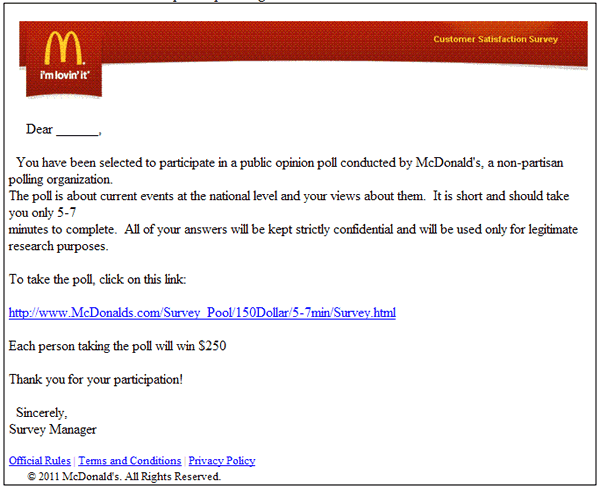 Customer Satisfaction Survey
i'm lovin' it®
Dear ______,
You have been selected to participate in a public opinion poll conducted by McDonald's, a non-partisan
polling organization.
The poll is about current events at the national level and your views about them.  It is short and should take
you only 5-7
minutes to complete.  All of your answers will be kept strictly confidential and will be used only for legitimate
research purposes.
To take the poll, click on this link:
http://www.McDonalds.com/Survey_Pool/150Dollar/5-7min/Survey.html
Each person taking the poll will win $250
Thank you for your participation!
Sincerely,
Survey Manager
Official Rules | Terms and Conditions | Privacy Policy
© 2011 McDonald's. All Rights Reserved.